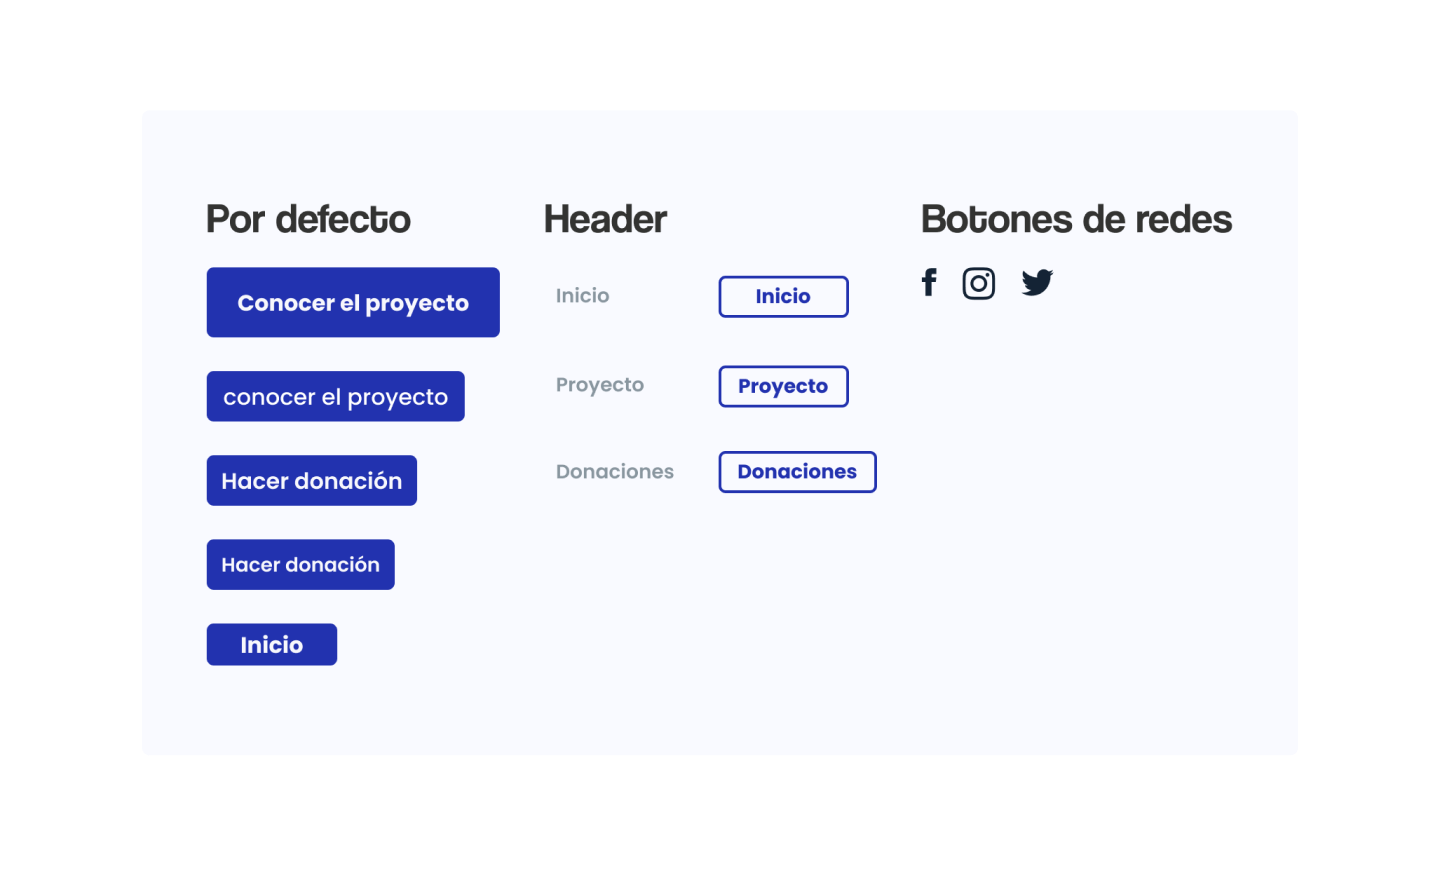 Por defecto
Conocer el proyecto
conocer el proyecto
Hacer donación
Hacer donación
Inicio
Header
Inicio
Inicio
Proyecto
Proyecto
Donaciones
Donaciones
Botones de redes